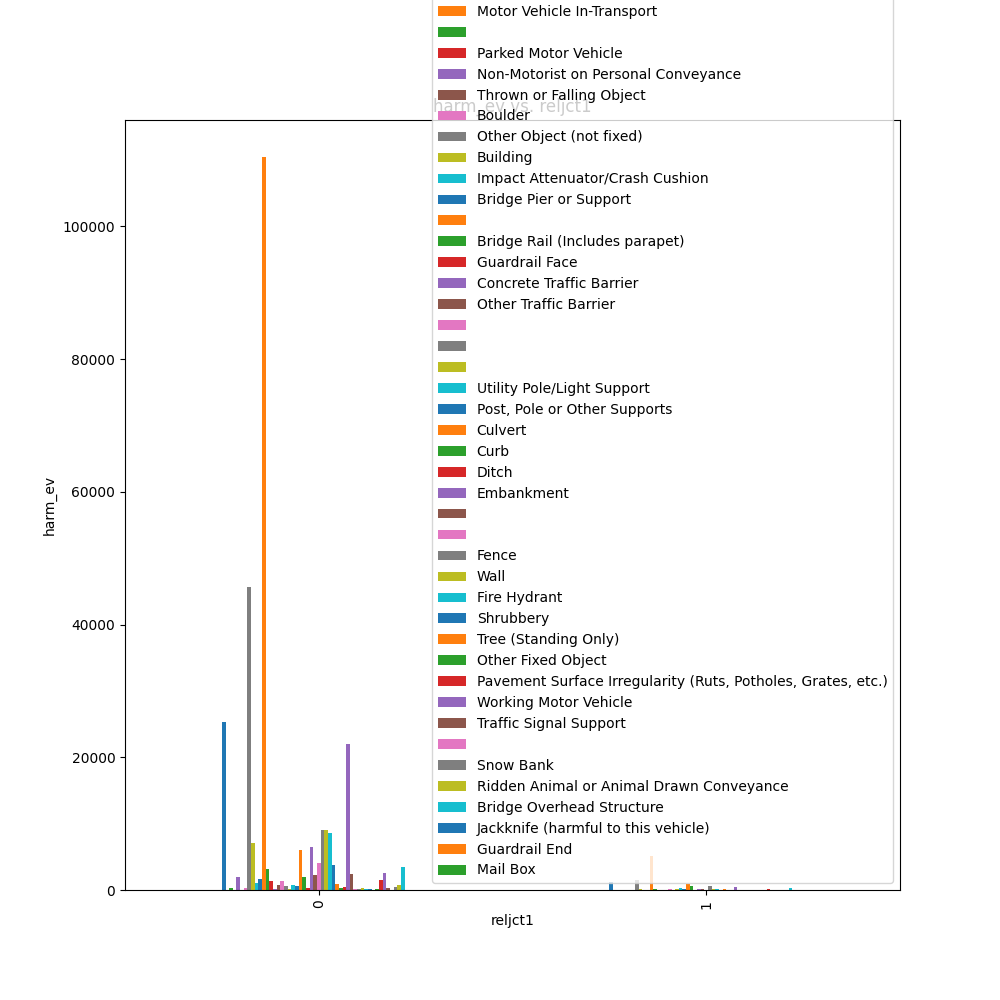 Motor Vehicle In-Transport
Parked Motor Vehicle
Non-Motorist on Personal Conveyance
Thrown or Falling Object
harm_ev vs. reljct1
Boulder
Other Object (not fixed)
Building
Impact Attenuator/Crash Cushion
Bridge Pier or Support
Bridge Rail (Includes parapet)
Guardrail Face
Concrete Traffic Barrier
Other Traffic Barrier
Utility Pole/Light Support
Post, Pole or Other Supports
Culvert
Curb
Ditch
Embankment
Fence
Wall
Fire Hydrant
Shrubbery
Tree (Standing Only)
Other Fixed Object
Pavement Surface Irregularity (Ruts, Potholes, Grates, etc.)
Working Motor Vehicle
Traffic Signal Support
Snow Bank
Ridden Animal or Animal Drawn Conveyance
Bridge Overhead Structure
Jackknife (harmful to this vehicle)
Guardrail End
Mail Box
100000
80000
60000
40000
20000
0
harm_ev
0
1
reljct1